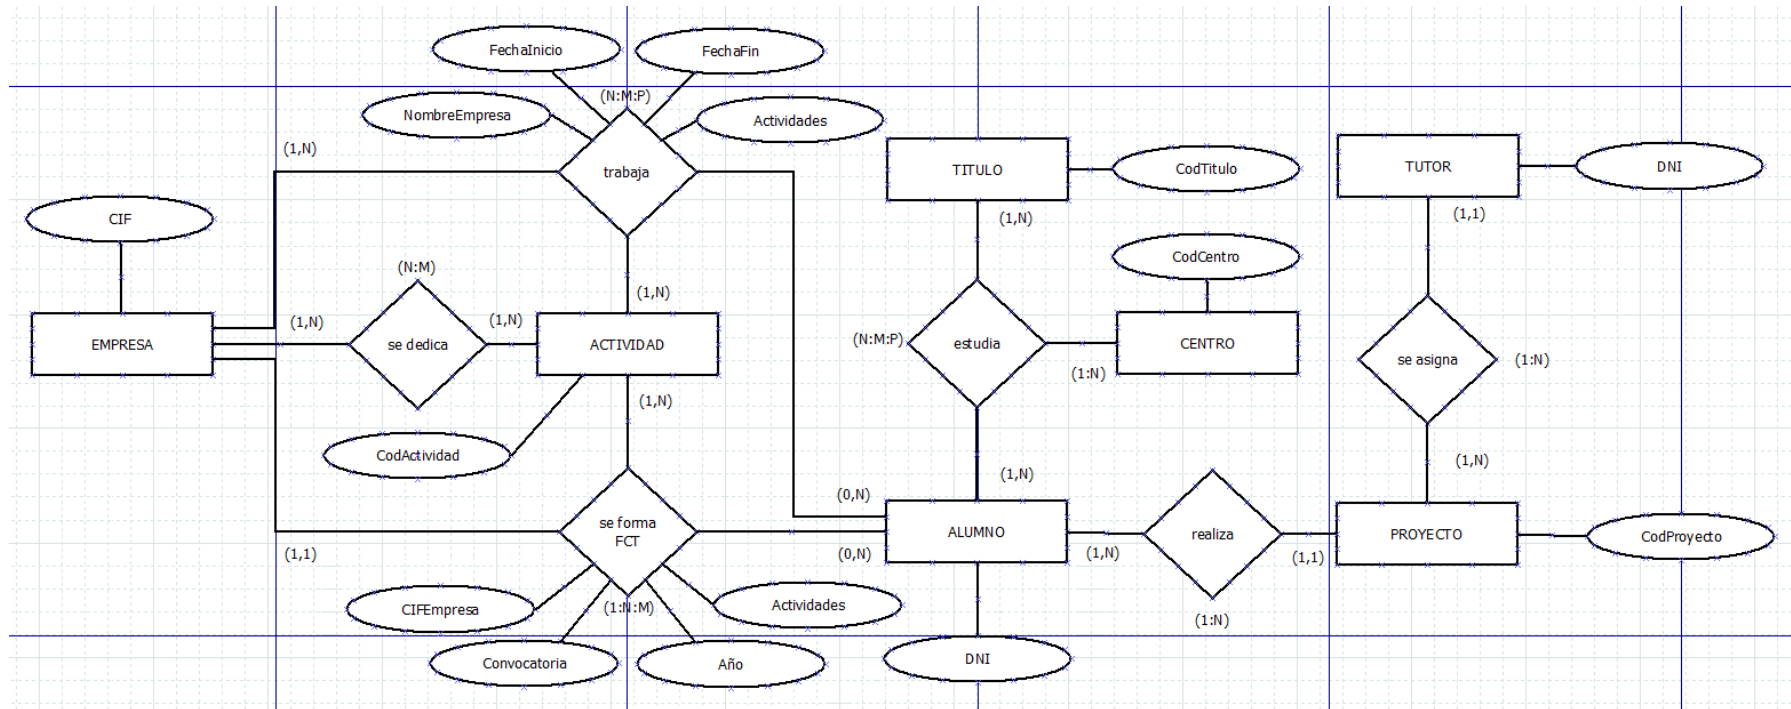 FechaInicio
FechaFin
(N:M:P)
NombreEmpresa
Actividades
(1,N)
trabaja
TITULO
CodTitulo
TUTOR
DNI
CIF
(1,N)
(1,1)
(N:M)
CodCentro
(1,N)
(1,N)
(1,N)
EMPRESA
se dedica
ACTIVIDAD
(N:M:P)
estudia
CENTRO
se asigna
(1:N)
(1:N)
(1,N)
CodActividad
(1,N)
(1,N)
(0,N)
se forma
FCT
ALUMNO
realiza
PROYECTO
CodProyecto
(1,1)
(0,N)
(1,N)
(1,1)
CIFEmpresa
(1:N:M)
Actividades
(1:N)
Convocatoria
Año
DNI